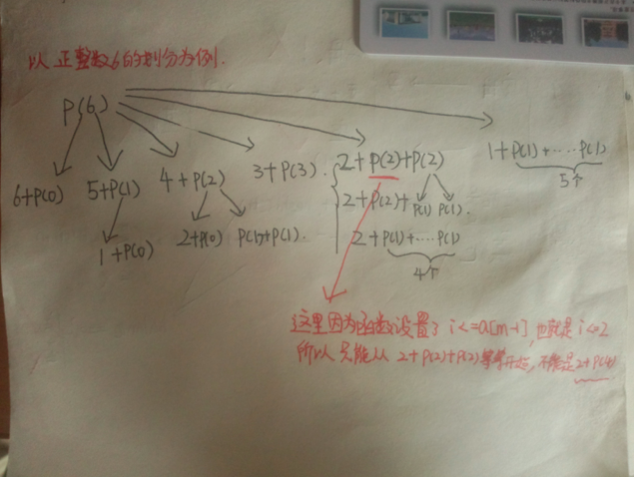 以正整数6的划分为例.
P(6)
6+P(0) 5+P(1) 4+P(2) 3+P(3). 2+P(2)+P(2) 1+P(1)+....P(1)
5个
1+P(0) 2+P(0) P(1)+P(1). 2+P(2)+P(1) P(1).
2+P(1)+....P(1)
4个
这里因为函数设置了 i<=a[m-1],也就是 i<=2
所以只能从 2+P(2)+P(2)等等开始,不能是2+P(4)